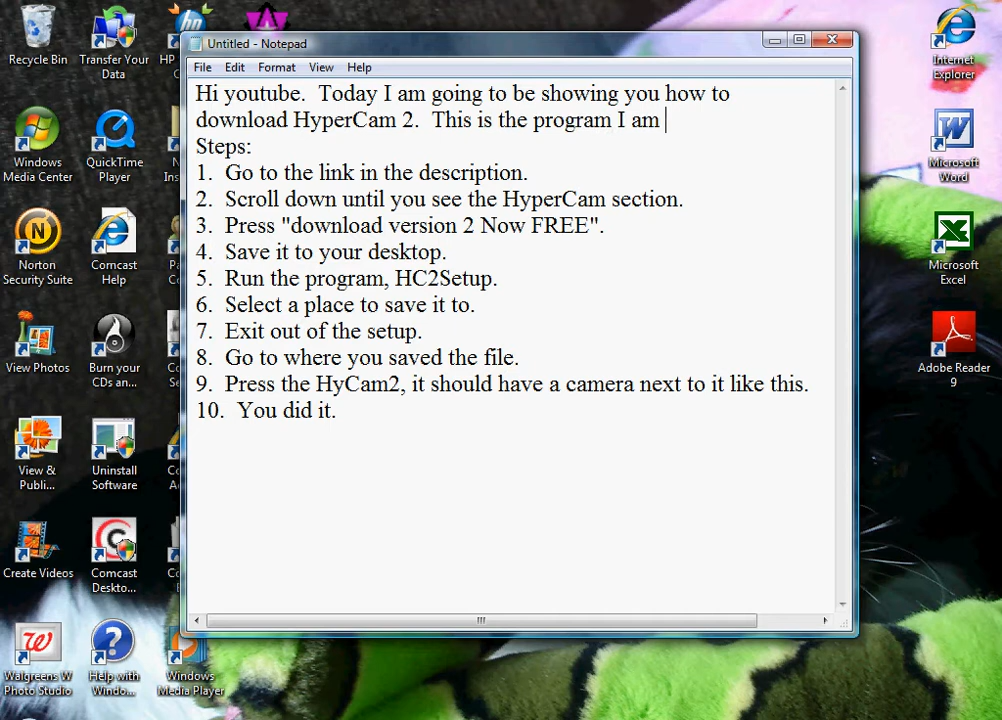 Untitled - Notepad
File Edit Format View Help
Hi youtube.  Today I am going to be showing you how to
download HyperCam 2.  This is the program I am
Steps:
1.  Go to the link in the description.
2.  Scroll down until you see the HyperCam section.
3.  Press "download version 2 Now FREE".
4.  Save it to your desktop.
5.  Run the program, HC2Setup.
6.  Select a place to save it to.
7.  Exit out of the setup.
8.  Go to where you saved the file.
9.  Press the HyCam2, it should have a camera next to it like this.
10.  You did it.
Recycle Bin
Transfer Your
Data
HP
Windows
Media Center
QuickTime
Player
Norton
Security Suite
Comcast
Help
View Photos
Burn your
CDs an...
View &
Publi...
Uninstall
Software
Create Videos
Comcast
Deskto...
Walgreens W
Photo Studio
Help with
Windo...
Windows
Media Player
Internet
Explorer
Microsoft
Word
Microsoft
Excel
Adobe Reader
9